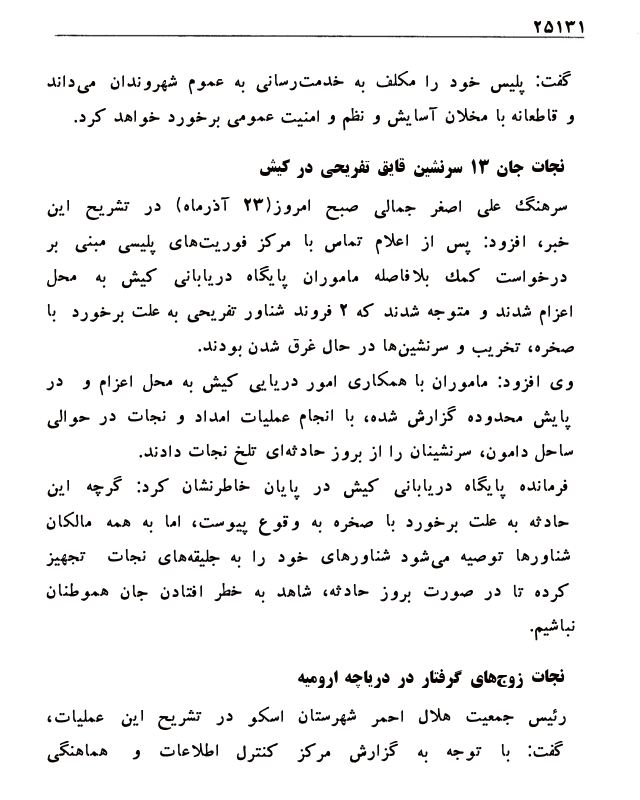 ۲۵۱۳۱
گفت: پلیس خود را مکلف به خدمت‌رسانی به عموم شهروندان می‌داند
و قاطعانه با مخلان آسایش و نظم و امنیت عمومی برخورد خواهد کرد.
نجات جان ۱۳ سرنشین قایق تفریحی در کیش
سرهنگ علی اصغر جمالی صبح امروز(۲۳ آذرماه) در تشریح این
خبر، افزود: پس از اعلام تماس با مرکز فوریت‌های پلیسی مبنی بر
درخواست کمك بلافاصله ماموران پایگاه دریابانی کیش به محل
اعزام شدند و متوجه شدند که ۲ فروند شناور تفریحی به علت برخورد با
صخره، تخریب و سرنشین‌ها در حال غرق شدن بودند.
وی افزود: ماموران با همکاری امور دریایی کیش به محل اعزام و در
پایش محدوده گزارش شده، با انجام عملیات امداد و نجات در حوالی
ساحل دامون، سرنشینان را از بروز حادثه‌ای تلخ نجات دادند.
فرمانده پایگاه دریابانی کیش در پایان خاطرنشان کرد: گرچه این
حادثه به علت برخورد با صخره به وقوع پیوست، اما به همه مالکان
شناورها توصیه می‌شود شناورهای خود را به جلیقه‌های نجات تجهیز
کرده تا در صورت بروز حادثه، شاهد به خطر افتادن جان هموطنان
نباشیم.
نجات زوج‌های گرفتار در دریاچه ارومیه
رئیس جمعیت هلال احمر شهرستان اسکو در تشریح این عملیات،
گفت: با توجه به گزارش مرکز کنترل اطلاعات و هماهنگی